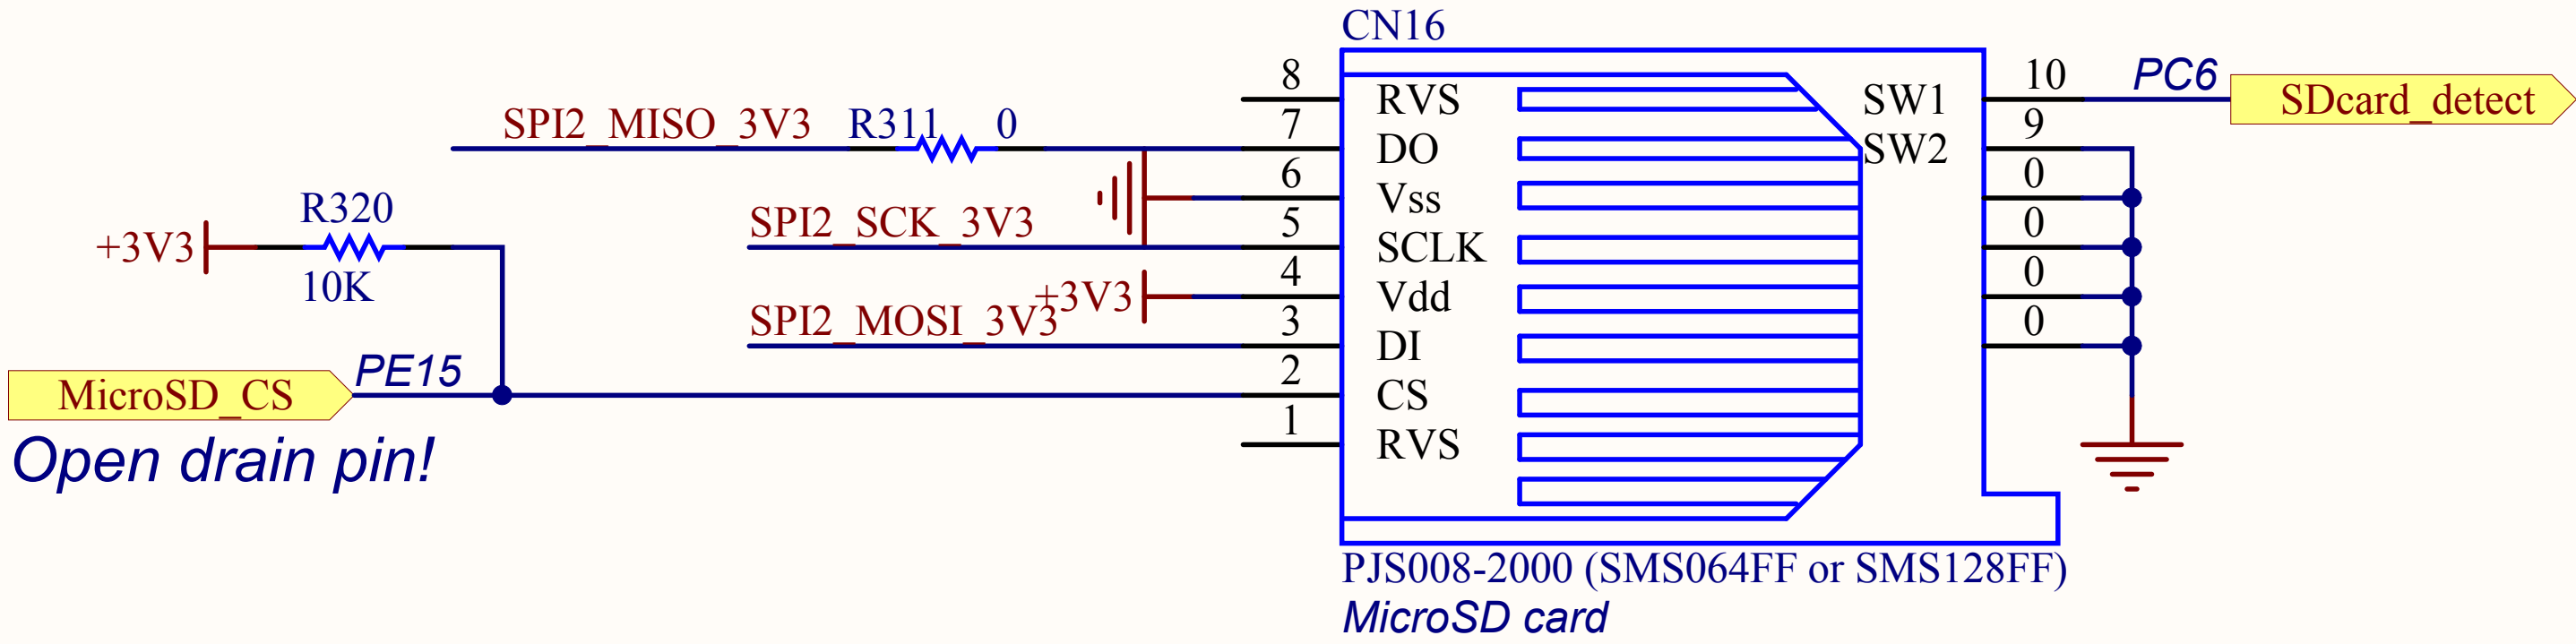 CN16
8
RVS
SW1
10
PC6
SDcard_detect
SPI2_MISO_3V3
R311
0
7
DO
SW2
9
6
Vss
0
R320
SPI2_SCK_3V3
5
SCLK
0
+3V3
10K
+3V3
4
Vdd
0
SPI2_MOSI_3V3
3
DI
0
MicroSD_CS
PE15
2
CS
Open drain pin!
1
RVS
PJS008-2000 (SMS064FF or SMS128FF)
MicroSD card